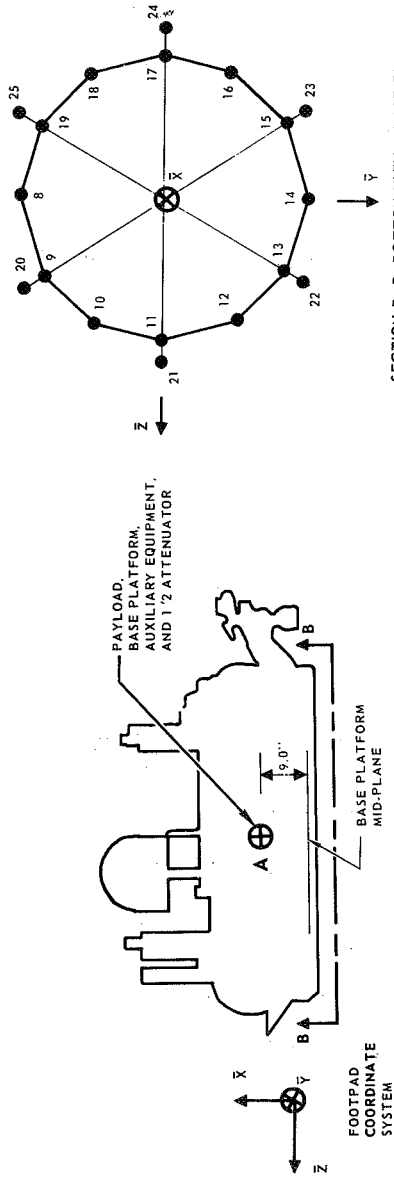 PAYLOAD,
BASE PLATFORM,
AUXILIARY EQUIPMENT,
AND 1/2 ATTENUATOR
A
9.0"
BASE PLATFORM
MID-PLANE
B
B
X̄
Ȳ
Z̄
FOOTPAD
COORDINATE
SYSTEM
24
25
17
18
19
16
23
15
8
X̄
14
20
9
13
22
10
11
12
21
Z̄
Ȳ